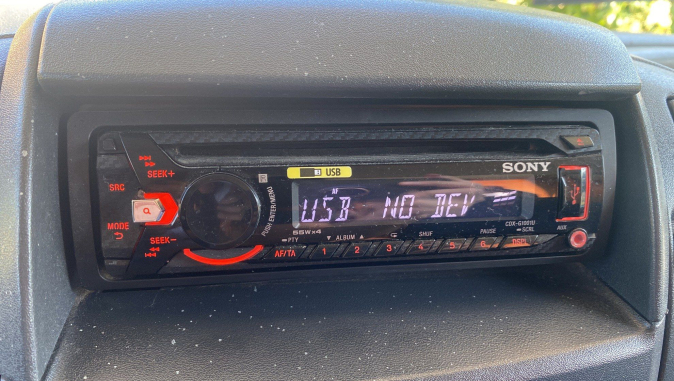 USB
SONY
SEEK+
SRC
AF
USB NO DEV
PUSH ENTER/MENU
MODE
CDX-G1001U
55W×4
PTY
ALBUM
SHUF
PAUSE
SCRL
AUX
SEEK−
AF/TA
1
2
3
4
5
6
DSPL